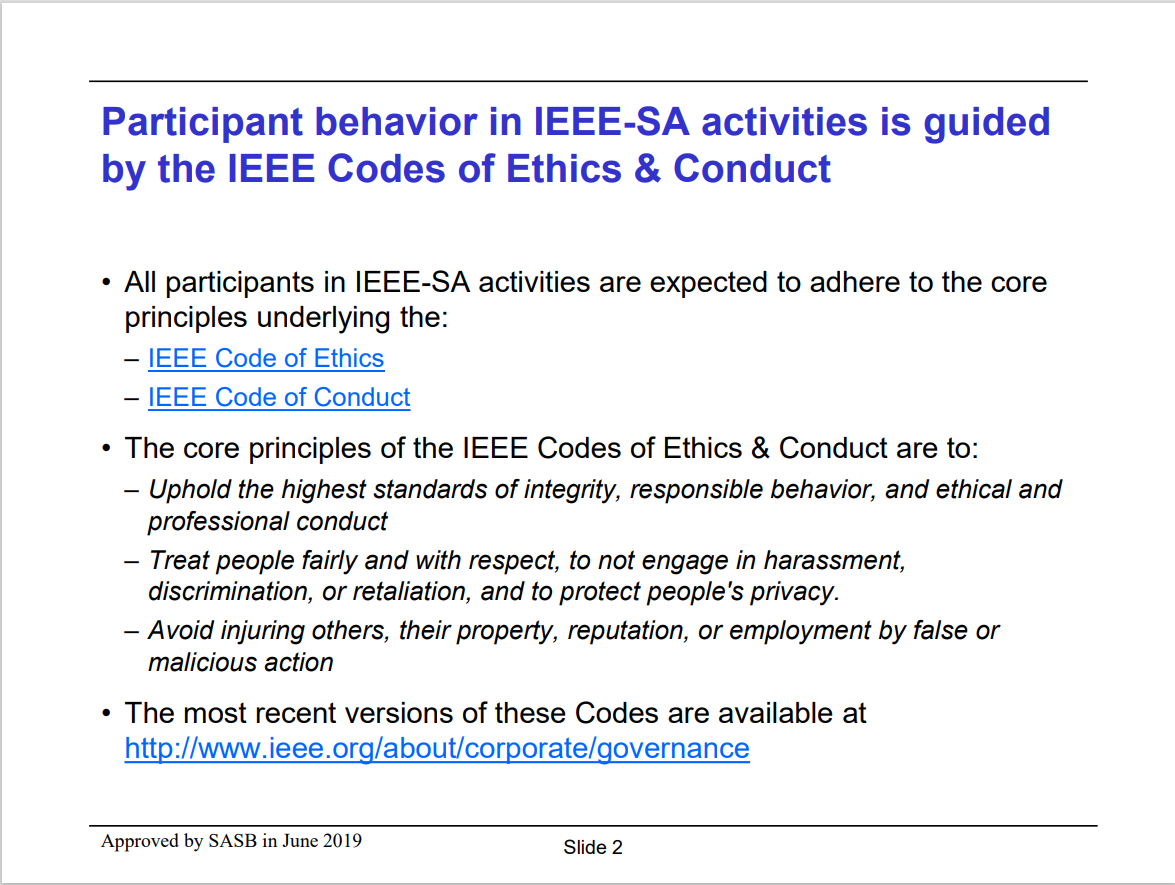 Participant behavior in IEEE-SA activities is guided
by the IEEE Codes of Ethics & Conduct
• All participants in IEEE-SA activities are expected to adhere to the core
principles underlying the:
– IEEE Code of Ethics
– IEEE Code of Conduct
• The core principles of the IEEE Codes of Ethics & Conduct are to:
– Uphold the highest standards of integrity, responsible behavior, and ethical and
professional conduct
– Treat people fairly and with respect, to not engage in harassment,
discrimination, or retaliation, and to protect people's privacy.
– Avoid injuring others, their property, reputation, or employment by false or
malicious action
• The most recent versions of these Codes are available at
http://www.ieee.org/about/corporate/governance
Approved by SASB in June 2019
Slide 2